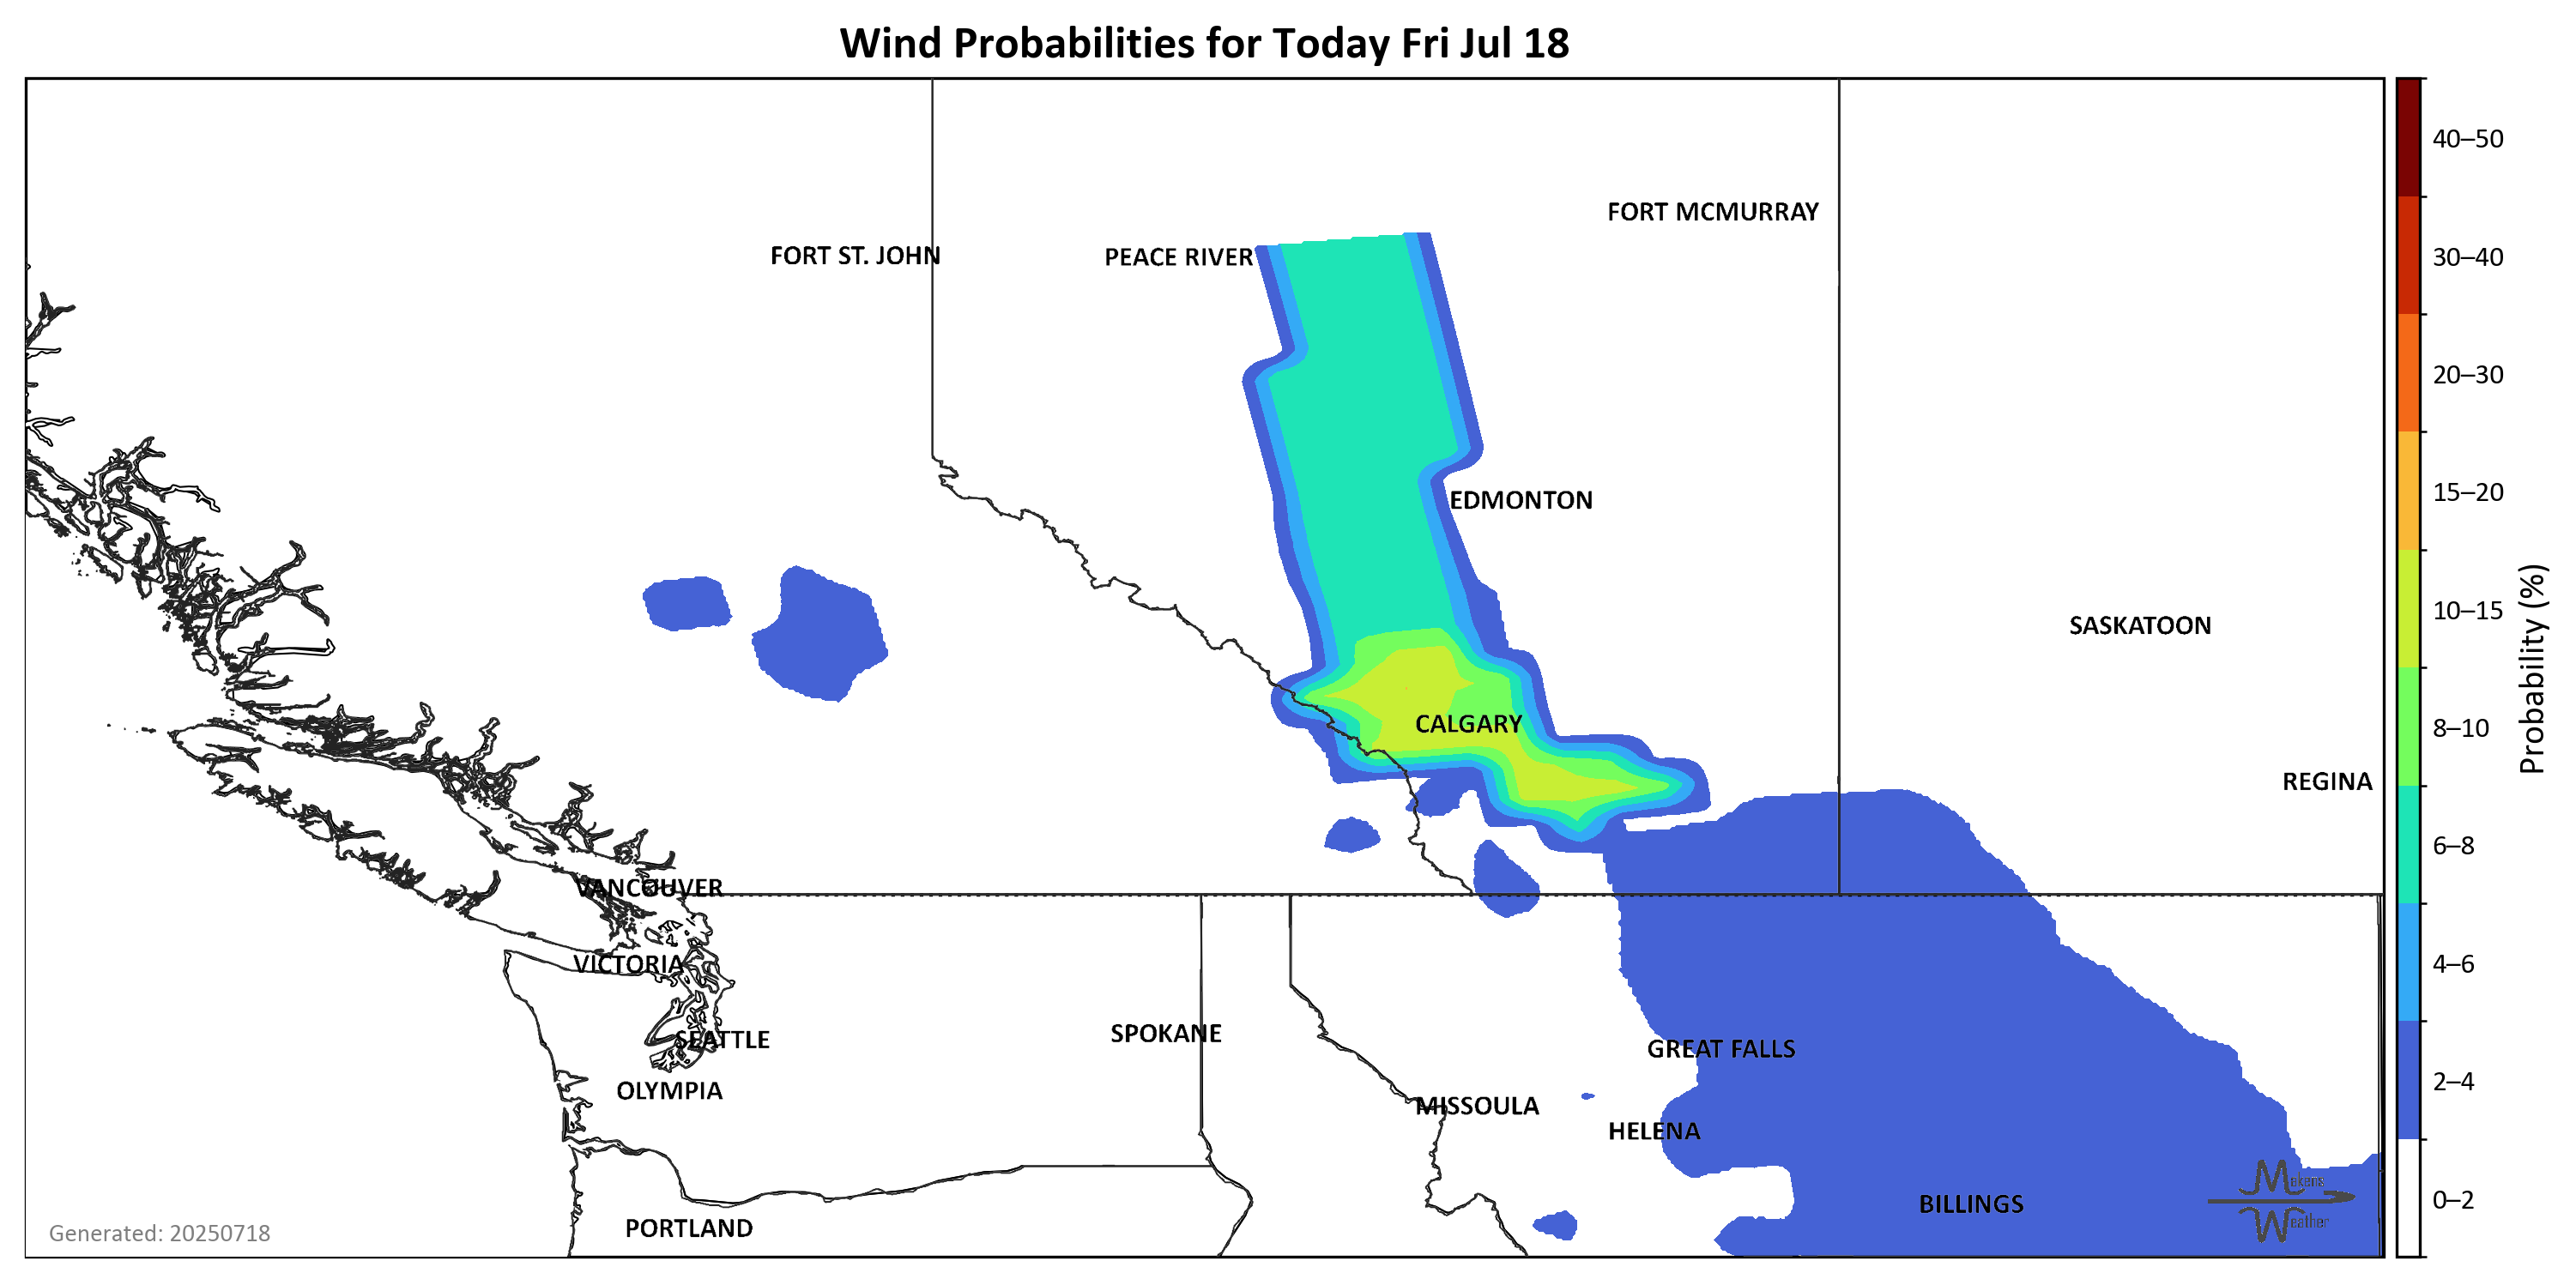 Wind Probabilities for Today Fri Jul 18
40–50
FORT MCMURRAY
FORT ST. JOHN
PEACE RIVER
30–40
20–30
EDMONTON
15–20
SASKATOON
10–15
CALGARY
8–10
REGINA
Probability (%)
6–8
VANCOUVER
VICTORIA
4–6
SPOKANE
SEATTLE
GREAT FALLS
2–4
OLYMPIA
MISSOULA
HELENA
Makens
Weather
BILLINGS
0–2
PORTLAND
Generated: 20250718